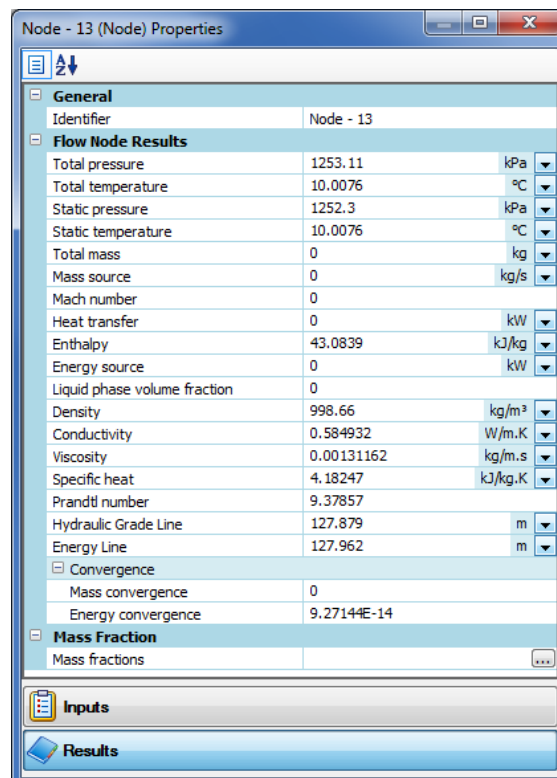 Node - 13 (Node) Properties
General
Identifier Node - 13
Flow Node Results
Total pressure 1253.11 kPa
Total temperature 10.0076 ºC
Static pressure 1252.3 kPa
Static temperature 10.0076 ºC
Total mass 0 kg
Mass source 0 kg/s
Mach number 0
Heat transfer 0 kW
Enthalpy 43.0839 kJ/kg
Energy source 0 kW
Liquid phase volume fraction 0
Density 998.66 kg/m³
Conductivity 0.584932 W/m.K
Viscosity 0.00131162 kg/m.s
Specific heat 4.18247 kJ/kg.K
Prandtl number 9.37857
Hydraulic Grade Line 127.879 m
Energy Line 127.962 m
Convergence
Mass convergence 0
Energy convergence 9.27144E-14
Mass Fraction
Mass fractions ...
Inputs
Results